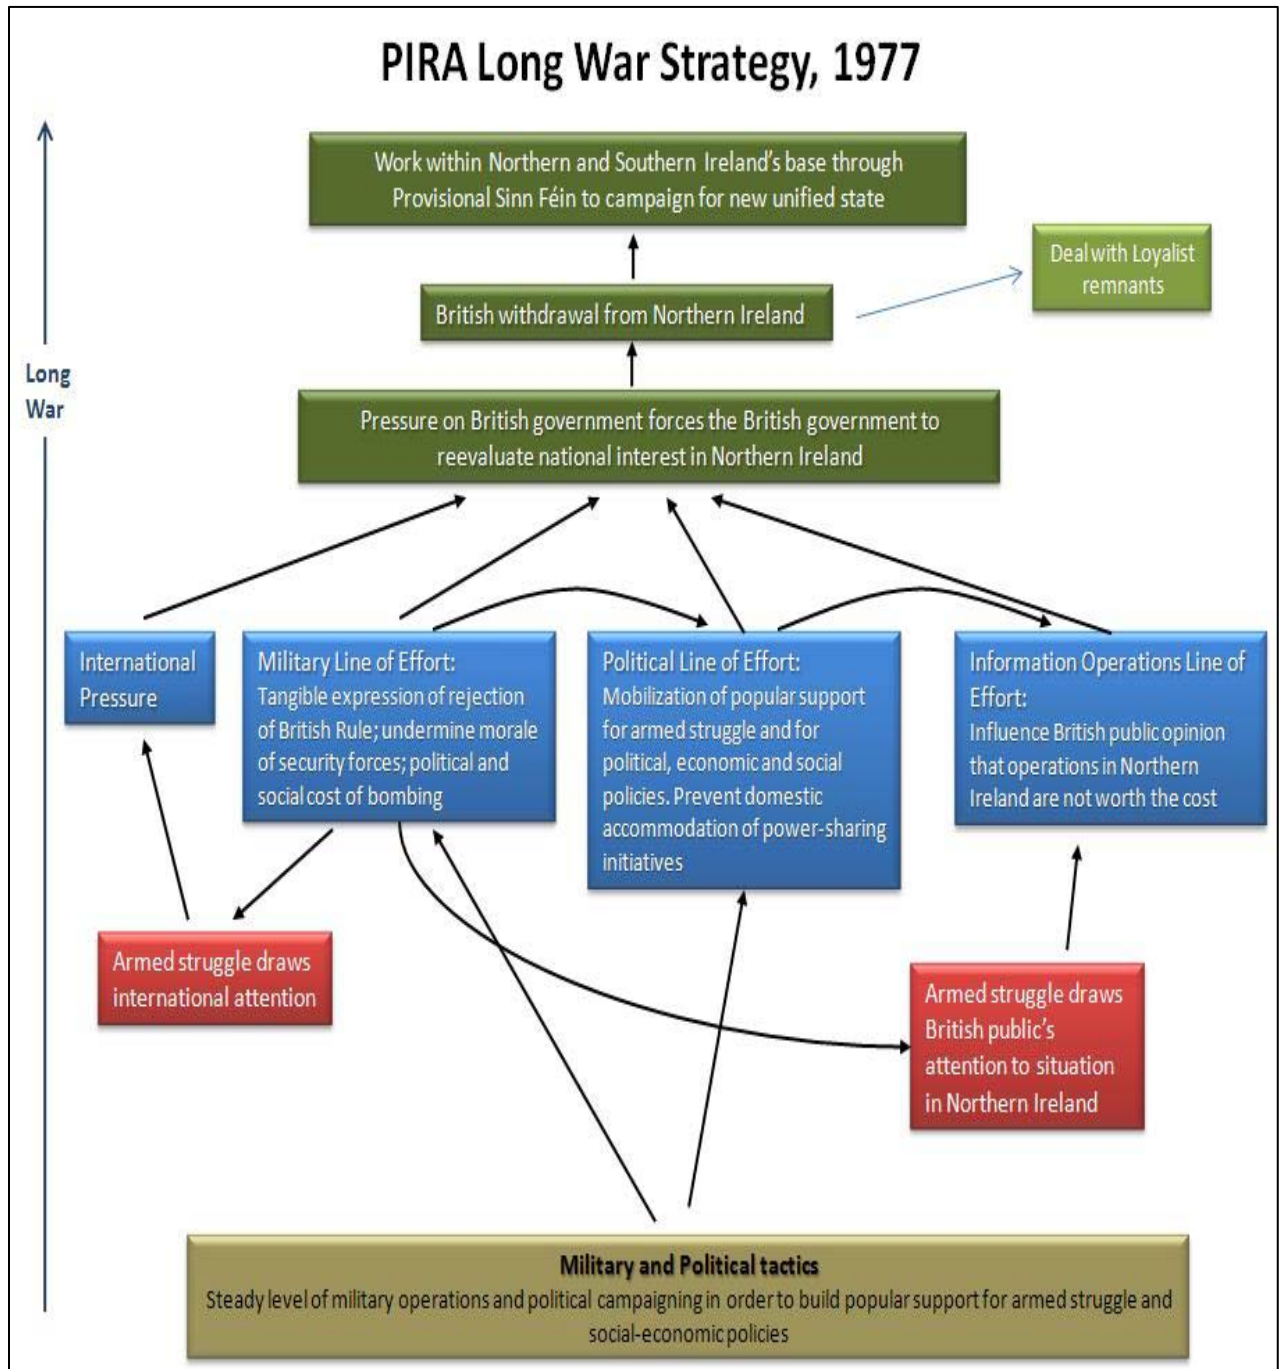 PIRA Long War Strategy, 1977
Work within Northern and Southern Ireland's base through
Provisional Sinn Féin to campaign for new unified state
Deal with Loyalist
remnants
British withdrawal from Northern Ireland
Long
War
Pressure on British government forces the British government to
reevaluate national interest in Northern Ireland
International
Pressure
Military Line of Effort:
Tangible expression of rejection
of British Rule; undermine morale
of security forces; political and
social cost of bombing
Political Line of Effort:
Mobilization of popular support
for armed struggle and for
political, economic and social
policies. Prevent domestic
accommodation of power-sharing
initiatives
Information Operations Line of
Effort:
Influence British public opinion
that operations in Northern
Ireland are not worth the cost
Armed struggle draws
international attention
Armed struggle draws
British public's
attention to situation
in Northern Ireland
Military and Political tactics
Steady level of military operations and political campaigning in order to build popular support for armed struggle and
social-economic policies